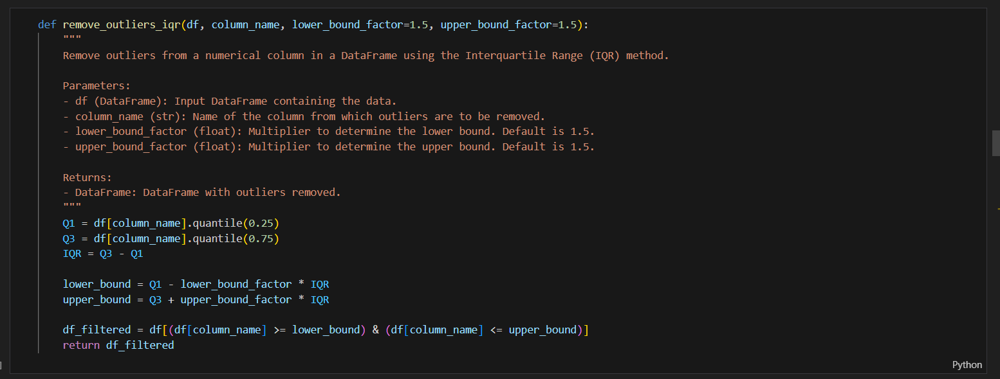 def remove_outliers_iqr(df, column_name, lower_bound_factor=1.5, upper_bound_factor=1.5):
"""
Remove outliers from a numerical column in a DataFrame using the Interquartile Range (IQR) method.
Parameters:
- df (DataFrame): Input DataFrame containing the data.
- column_name (str): Name of the column from which outliers are to be removed.
- lower_bound_factor (float): Multiplier to determine the lower bound. Default is 1.5.
- upper_bound_factor (float): Multiplier to determine the upper bound. Default is 1.5.
Returns:
- DataFrame: DataFrame with outliers removed.
"""
Q1 = df[column_name].quantile(0.25)
Q3 = df[column_name].quantile(0.75)
IQR = Q3 - Q1
lower_bound = Q1 - lower_bound_factor * IQR
upper_bound = Q3 + upper_bound_factor * IQR
df_filtered = df[(df[column_name] >= lower_bound) & (df[column_name] <= upper_bound)]
return df_filtered
Python